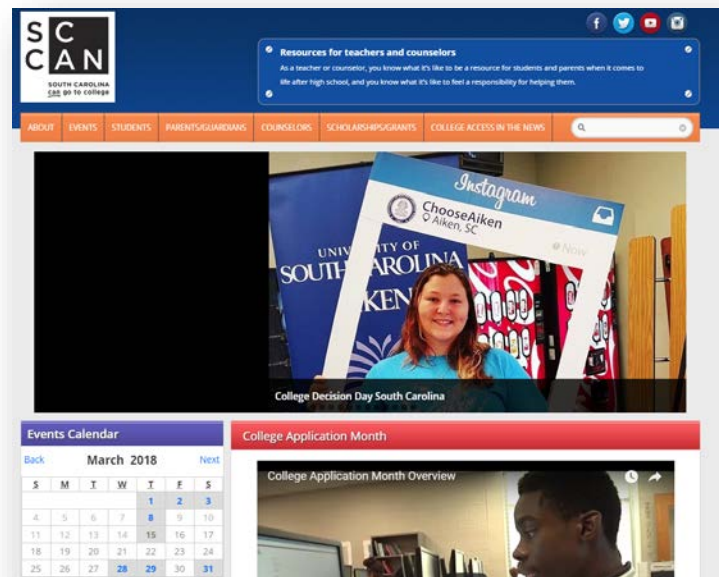 S C
C A N
SOUTH CAROLINA
can go to college
Resources for teachers and counselors
As a teacher or counselor, you know what it's like to be a resource for students and parents when it comes to
life after high school, and you know what it's like to feel a responsibility for helping them.
ABOUT EVENTS STUDENTS PARENTS/GUARDIANS COUNSELORS SCHOLARSHIPS/GRANTS COLLEGE ACCESS IN THE NEWS
Instagram
ChooseAiken
Aiken, SC
Now
UNIVERSITY OF
SOUTH CAROLINA
AIKEN
College Decision Day South Carolina
Events Calendar
Back March 2018 Next
S M T W T F S
1 2 3
4 5 6 7 8 9 10
11 12 13 14 15 16 17
18 19 20 21 22 23 24
25 26 27 28 29 30 31
College Application Month
College Application Month Overview